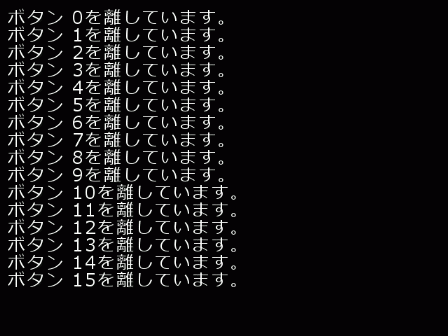 ボタン 0を離しています。
ボタン 1を離しています。
ボタン 2を離しています。
ボタン 3を離しています。
ボタン 4を離しています。
ボタン 5を離しています。
ボタン 6を離しています。
ボタン 7を離しています。
ボタン 8を離しています。
ボタン 9を離しています。
ボタン 10を離しています。
ボタン 11を離しています。
ボタン 12を離しています。
ボタン 13を離しています。
ボタン 14を離しています。
ボタン 15を離しています。